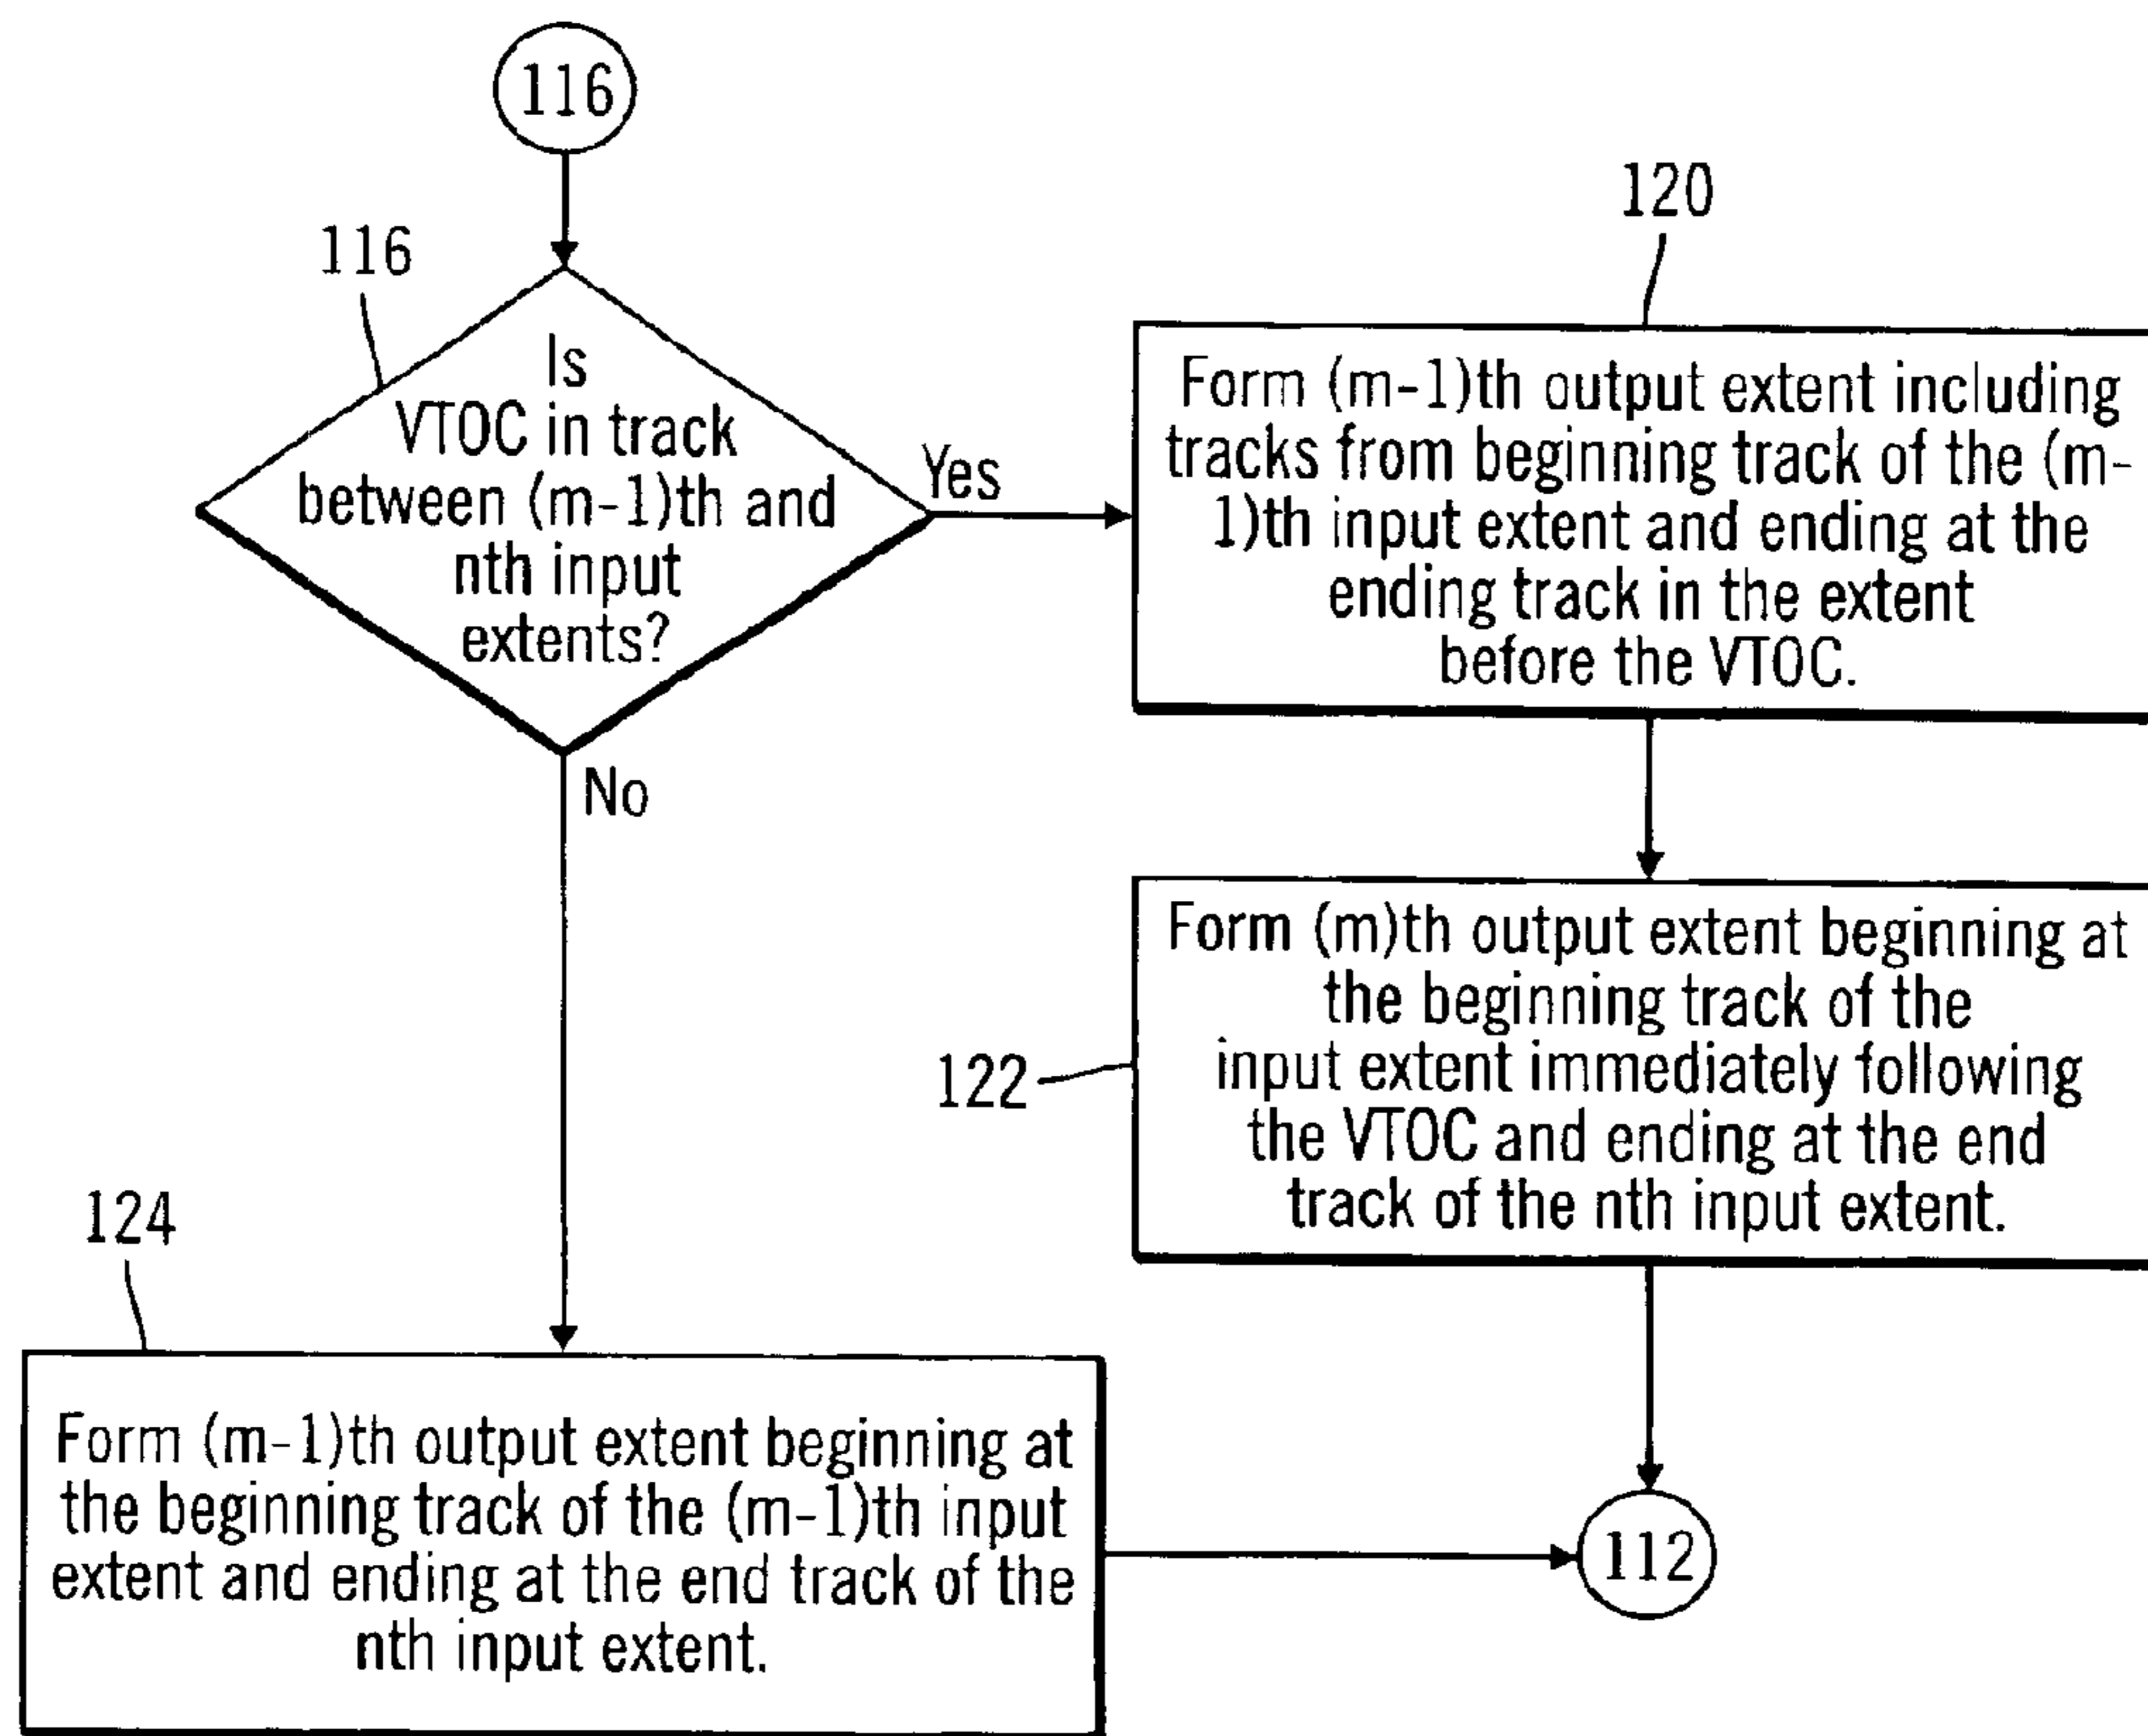 116
116
Is
VTOC in track
between (m-1)th and
nth input
extents?
Yes
No
120
Form (m-1)th output extent including
tracks from beginning track of the (m-
1)th input extent and ending at the
ending track in the extent
before the VTOC.
122
Form (m)th output extent beginning at
the beginning track of the
input extent immediately following
the VTOC and ending at the end
track of the nth input extent.
124
Form (m-1)th output extent beginning at
the beginning track of the (m-1)th input
extent and ending at the end track of the
nth input extent.
112